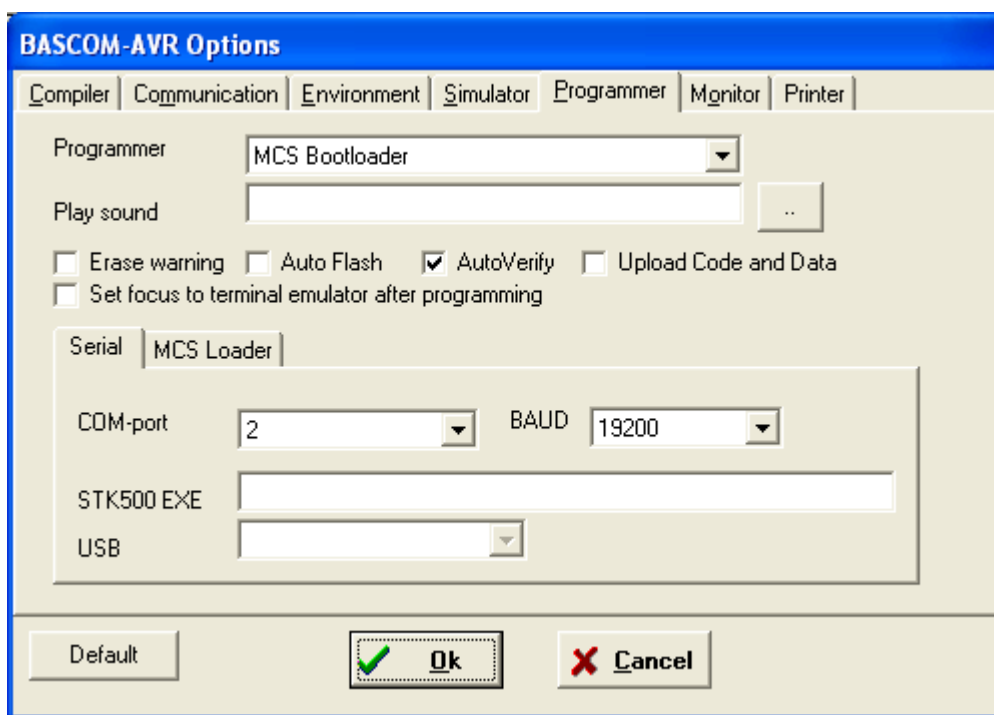 BASCOM-AVR Options
Compiler Communication Environment Simulator Programmer Monitor Printer
Programmer MCS Bootloader
Play sound ..
Erase warning Auto Flash AutoVerify Upload Code and Data
Set focus to terminal emulator after programming
Serial MCS Loader
COM-port 2 BAUD 19200
STK500 EXE
USB
Default Ok Cancel